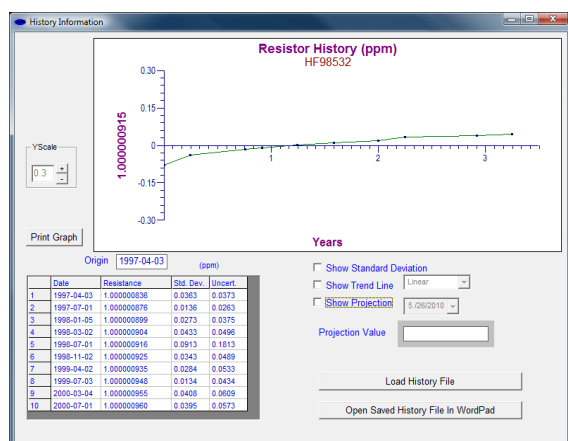 History Information
Resistor History (ppm)
HF98532
0.30
0.15
0
-0.15
-0.30
1.000000915
1 2 3
Years
YScale
0.3
+
-
Print Graph
Origin 1997-04-03 (ppm)
Date Resistance Std. Dev. Uncert.
1 1997-04-03 1.000000836 0.0363 0.0373
2 1997-07-01 1.000000876 0.0136 0.0263
3 1998-01-05 1.000000899 0.0273 0.0375
4 1998-03-02 1.000000904 0.0433 0.0496
5 1998-07-01 1.000000916 0.0913 0.1813
6 1998-11-02 1.000000925 0.0343 0.0489
7 1999-04-02 1.000000935 0.0284 0.0533
8 1999-07-03 1.000000948 0.0134 0.0434
9 2000-03-04 1.000000955 0.0408 0.0609
10 2000-07-01 1.000000960 0.0395 0.0573
Show Standard Deviation
Show Trend Line Linear
Show Projection 5 /26/2010
Projection Value
Load History File
Open Saved History File In WordPad